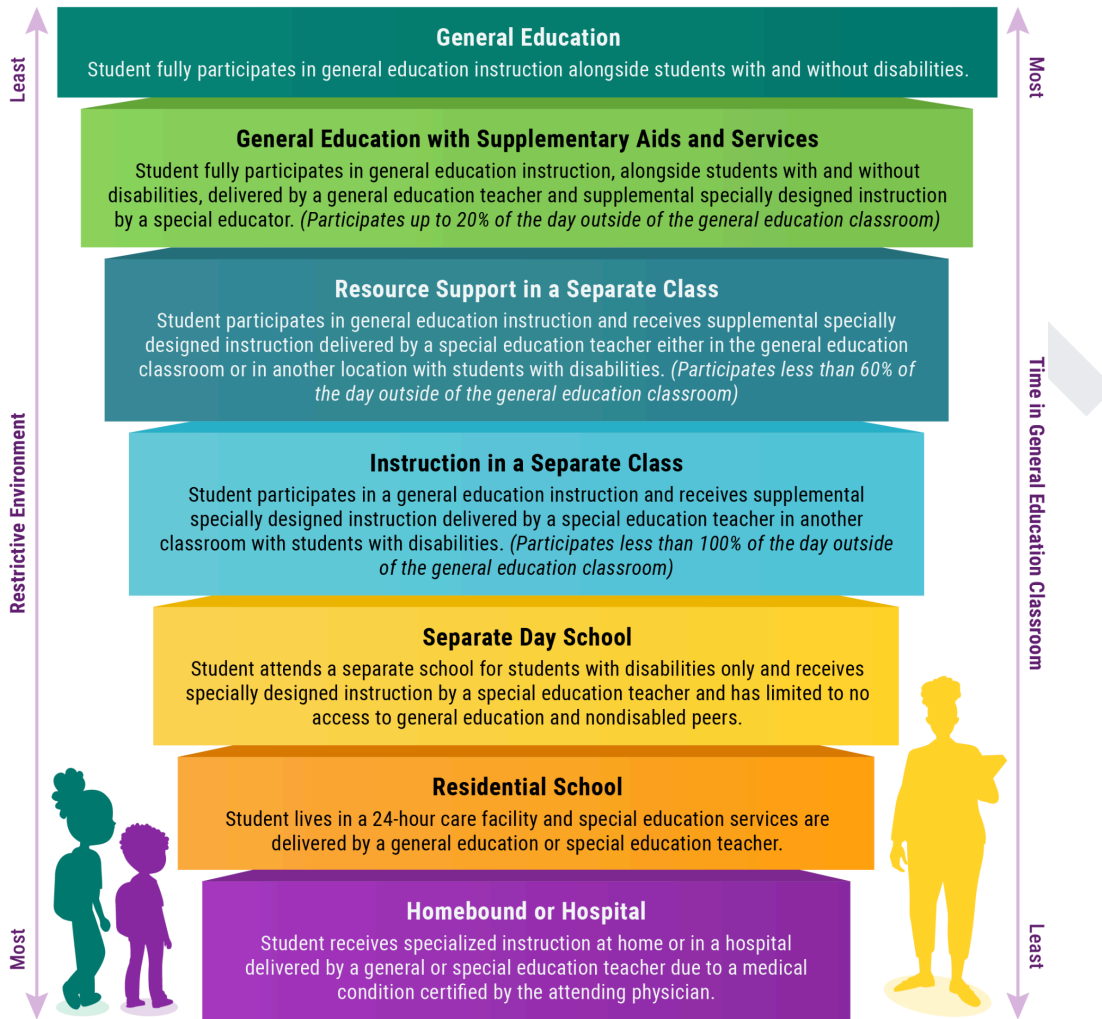 Least
Restrictive Environment
Most
General Education
Student fully participates in general education instruction alongside students with and without disabilities.
General Education with Supplementary Aids and Services
Student fully participates in general education instruction, alongside students with and without
disabilities, delivered by a general education teacher and supplemental specially designed instruction
by a special educator. (Participates up to 20% of the day outside of the general education classroom)
Resource Support in a Separate Class
Student participates in general education instruction and receives supplemental specially
designed instruction delivered by a special education teacher either in the general education
classroom or in another location with students with disabilities. (Participates less than 60% of
the day outside of the general education classroom)
Instruction in a Separate Class
Student participates in a general education instruction and receives supplemental
specially designed instruction delivered by a special education teacher in another
classroom with students with disabilities. (Participates less than 100% of the day outside
of the general education classroom)
Separate Day School
Student attends a separate school for students with disabilities only and receives
specially designed instruction by a special education teacher and has limited to no
access to general education and nondisabled peers.
Residential School
Student lives in a 24-hour care facility and special education services are
delivered by a general education or special education teacher.
Homebound or Hospital
Student receives specialized instruction at home or in a hospital
delivered by a general or special education teacher due to a medical
condition certified by the attending physician.
Most
Time in General Education Classroom
Least